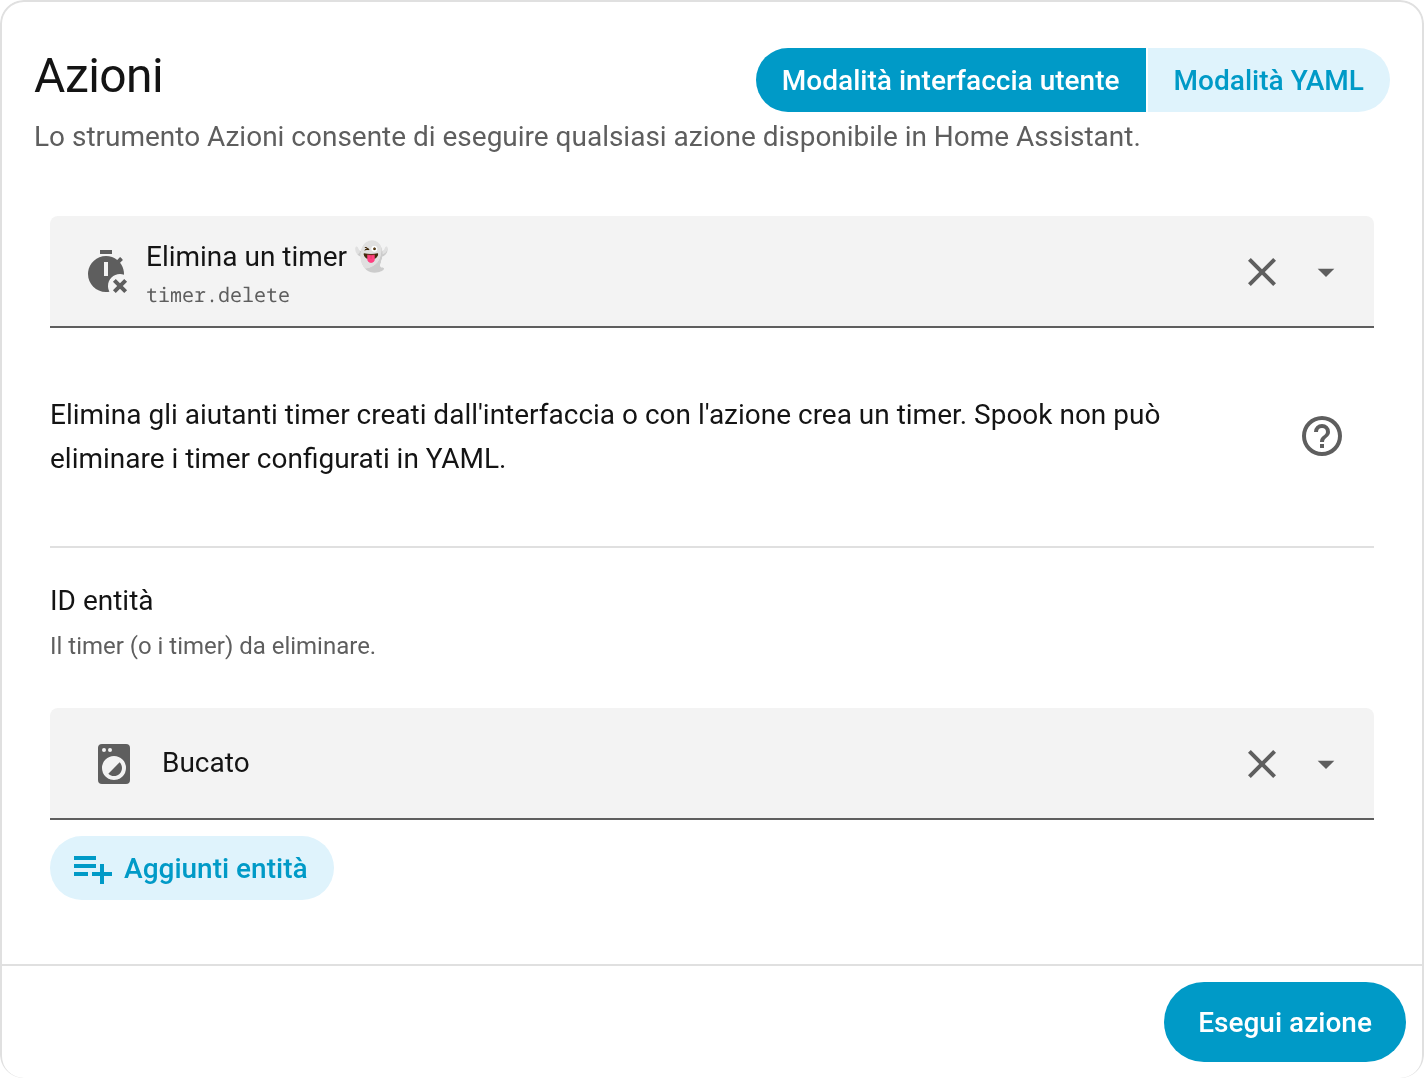 Azioni
Modalità interfaccia utente
Modalità YAML
Lo strumento Azioni consente di eseguire qualsiasi azione disponibile in Home Assistant.
Elimina un timer 👻
timer.delete
Elimina gli aiutanti timer creati dall'interfaccia o con l'azione crea un timer. Spook non può
eliminare i timer configurati in YAML.
ID entità
Il timer (o i timer) da eliminare.
Bucato
Aggiunti entità
Esegui azione